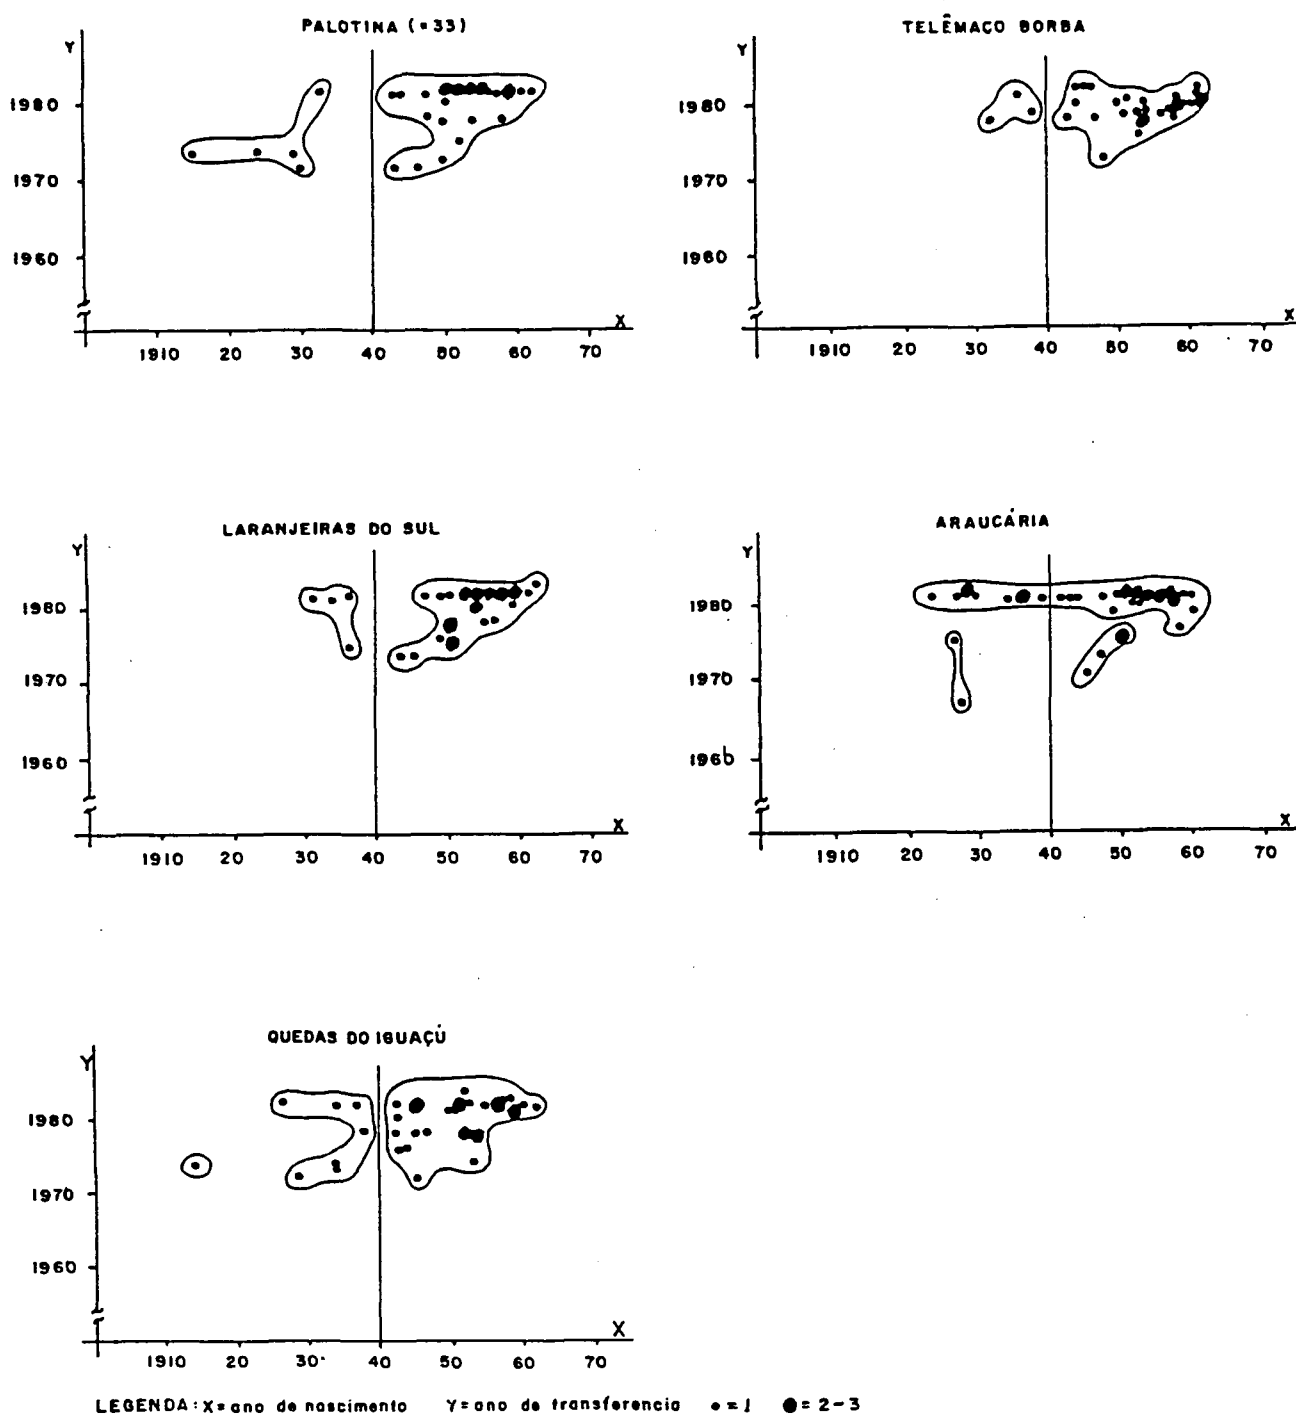 PALOTINA (=33)
Y
1980
1970
1960
X
1910 20 30 40 50 60 70
TELÊMACO BORBA
Y
1980
1970
1960
X
1910 20 30 40 50 60 70
LARANJEIRAS DO SUL
Y
1980
1970
1960
X
1910 20 30 40 50 60 70
ARAUCÁRIA
Y
1980
1970
1960
X
1910 20 30 40 50 60 70
QUEDAS DO IGUAÇÚ
Y
1980
1970
1960
X
1910 20 30 40 50 60 70
LEGENDA: X=ano de nascimento Y=ano de transferencia •=1 ●=2-3